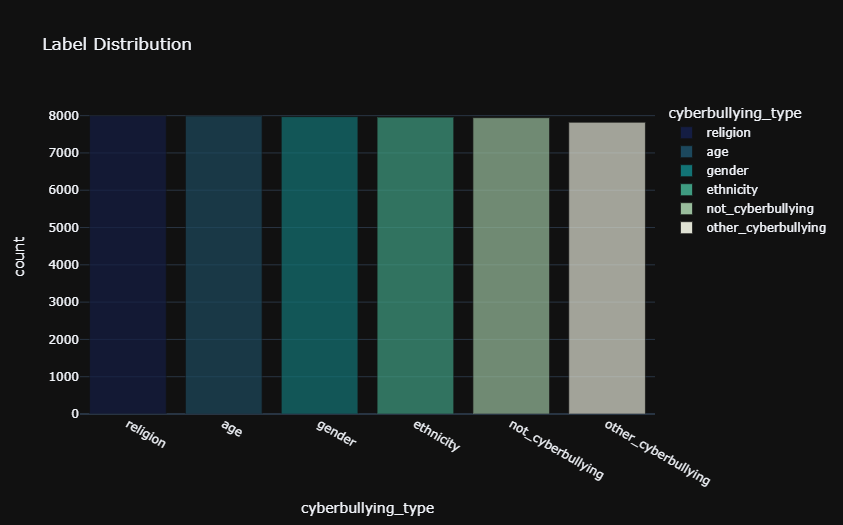 Label Distribution
8000
7000
6000
5000
4000
3000
2000
1000
0
count
religion
age
gender
ethnicity
not_cyberbullying
other_cyberbullying
cyberbullying_type
cyberbullying_type
religion
age
gender
ethnicity
not_cyberbullying
other_cyberbullying